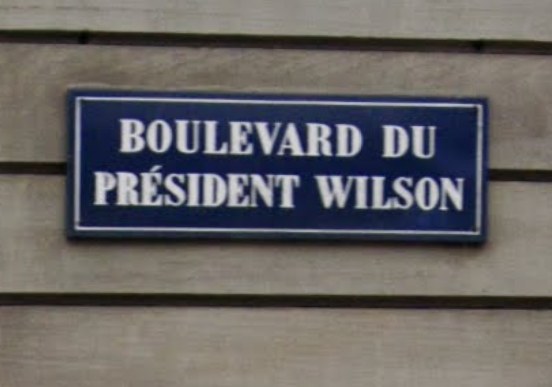 BOULEVARD DU
PRÉSIDENT WILSON